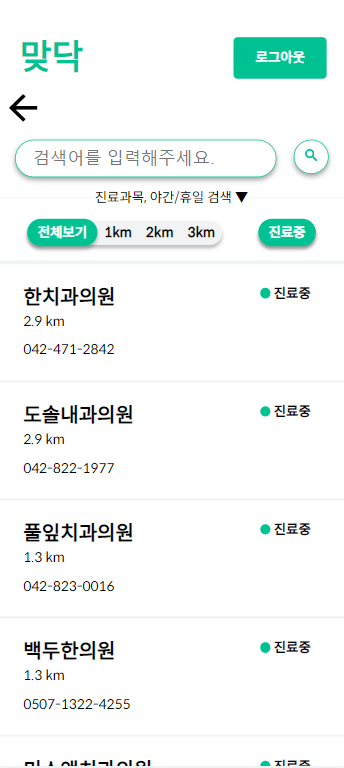 맞닥
로그아웃
검색어를 입력해주세요.
진료과목, 야간/휴일 검색 ▼
전체보기 1km 2km 3km 진료중
한치과의원 진료중
2.9 km
042-471-2842
도솔내과의원 진료중
2.9 km
042-822-1977
풀잎치과의원 진료중
1.3 km
042-823-0016
백두한의원 진료중
1.3 km
0507-1322-4255